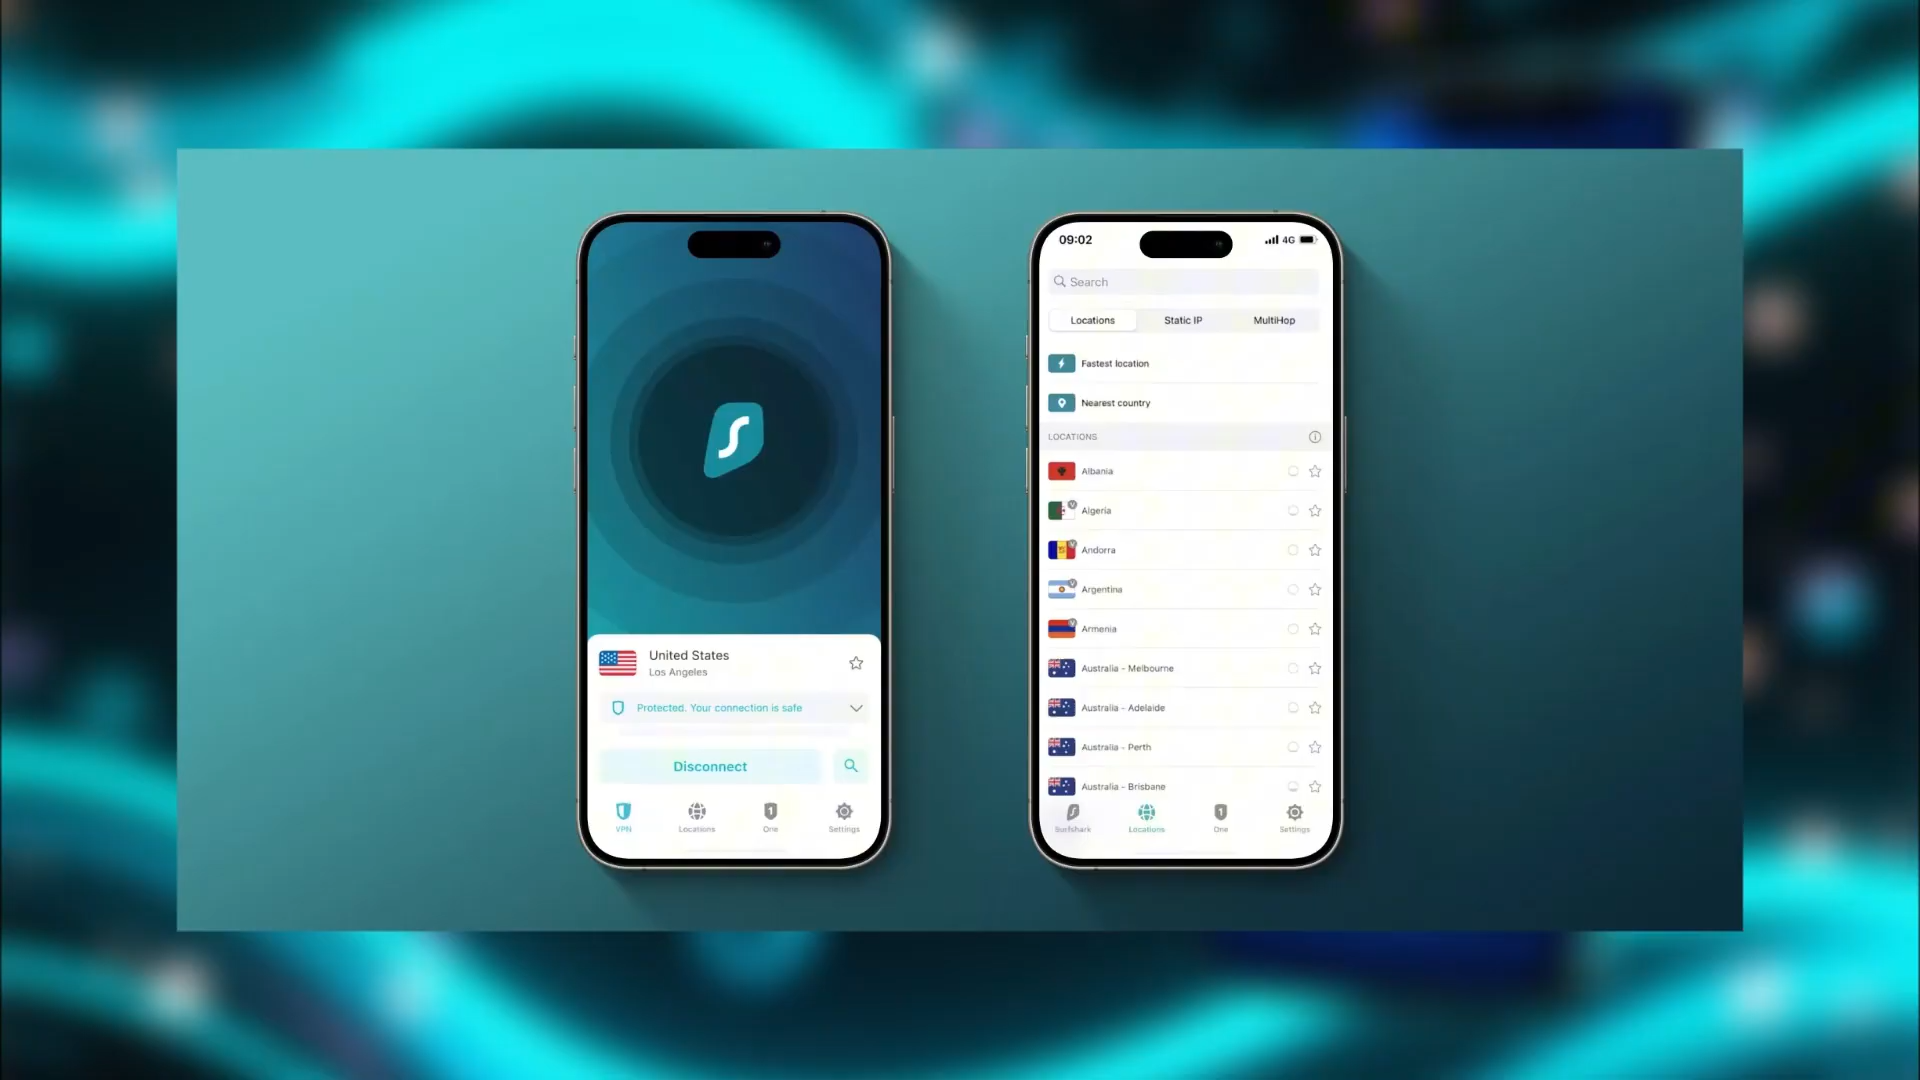 United States
Los Angeles
Protected. Your connection is safe
Disconnect
VPN
Locations
One
Settings
09:02
4G
Search
Locations
Static IP
MultiHop
Fastest location
Nearest country
LOCATIONS
Albania
Algeria
Andorra
Argentina
Armenia
Australia - Melbourne
Australia - Adelaide
Australia - Perth
Australia - Brisbane
Surfshark
Locations
One
Settings